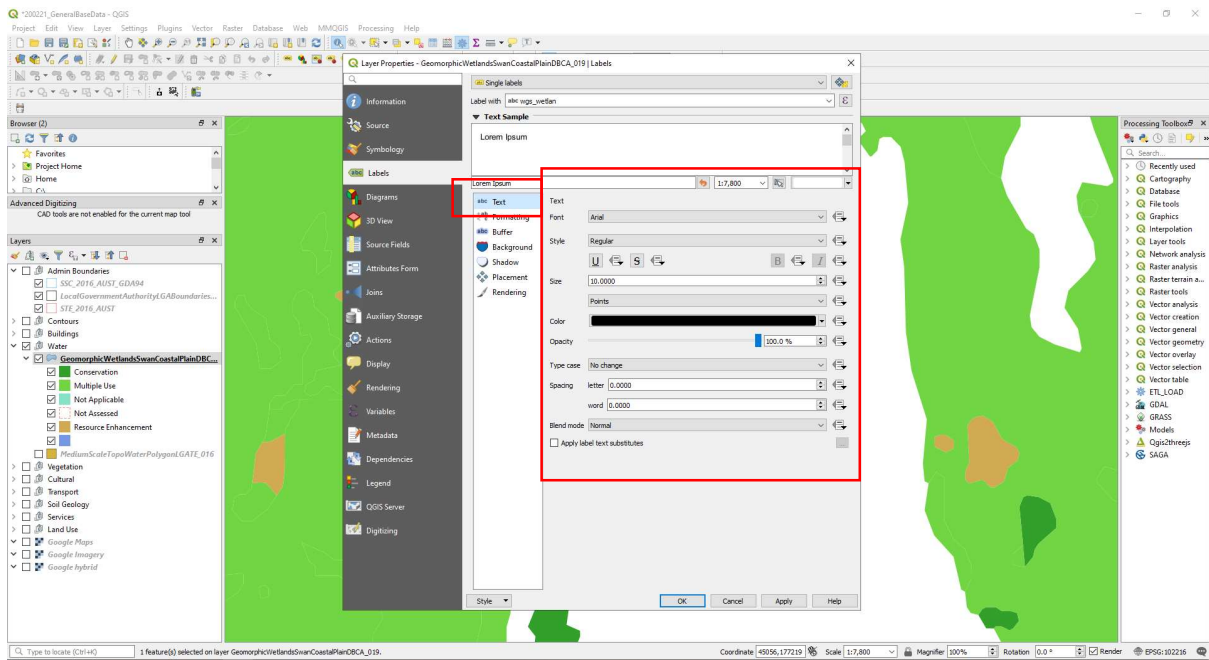 *200221_GeneralBaseData - QGIS
Project Edit View Layer Settings Plugins Vector Raster Database Web MMQGIS Processing Help
Browser (2)
Favorites
Project Home
Home
C:\
Advanced Digitizing
CAD tools are not enabled for the current map tool
Layers
Admin Boundaries
SSC_2016_AUST_GDA94
LocalGovernmentAuthorityLGABoundaries...
STE_2016_AUST
Contours
Buildings
Water
GeomorphicWetlandsSwanCoastalPlainDBC...
Conservation
Multiple Use
Not Applicable
Not Assessed
Resource Enhancement
MediumScaleTopoWaterPolygonLGATE_016
Vegetation
Cultural
Transport
Soil Geology
Services
Land Use
Google Maps
Google Imagery
Google hybrid
Layer Properties - GeomorphicWetlandsSwanCoastalPlainDBCA_019 | Labels
Information
Source
Symbology
abc Labels
Diagrams
3D View
Source Fields
Attributes Form
Joins
Auxiliary Storage
Actions
Display
Rendering
Variables
Metadata
Dependencies
Legend
QGIS Server
Digitizing
Single labels
Label with abc wgs_wetlan
Text Sample
Lorem Ipsum
Lorem Ipsum 1:7,800
abc Text
Formatting
abc Buffer
Background
Shadow
Placement
Rendering
Text
Font Arial
Style Regular
U S B I
Size 10.0000
Points
Color
Opacity 100.0 %
Type case No change
Spacing letter 0.0000
word 0.0000
Blend mode Normal
Apply label text substitutes
...
Style OK Cancel Apply Help
Processing Toolbox
Search...
Recently used
Cartography
Database
File tools
Graphics
Interpolation
Layer tools
Network analysis
Raster analysis
Raster terrain a...
Raster tools
Vector analysis
Vector creation
Vector general
Vector geometry
Vector overlay
Vector selection
Vector table
ETL_LOAD
GDAL
GRASS
Models
Qgis2threejs
SAGA
Type to locate (Ctrl+K) 1 feature(s) selected on layer GeomorphicWetlandsSwanCoastalPlainDBCA_019. Coordinate 45056,177219 Scale 1:7,800 Magnifier 100% Rotation 0.0 ° Render EPSG:102216